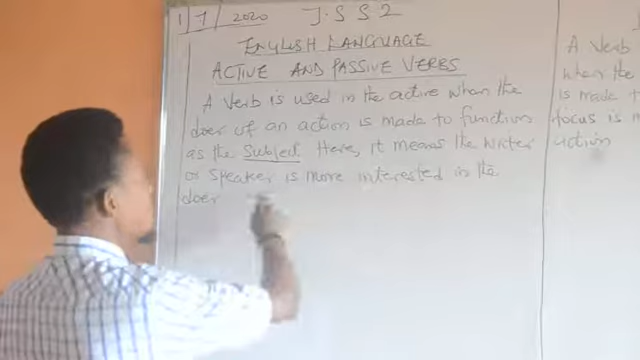 1/7/2020 J.S.S 2
ENGLISH LANGUAGE
ACTIVE AND PASSIVE VERBS
A verb is used in the active when the
doer of an action is made to function
as the Subject Here, it means the writer
or speaker is more interested in the
doer
A verb
when the
is made t
focus is m
action